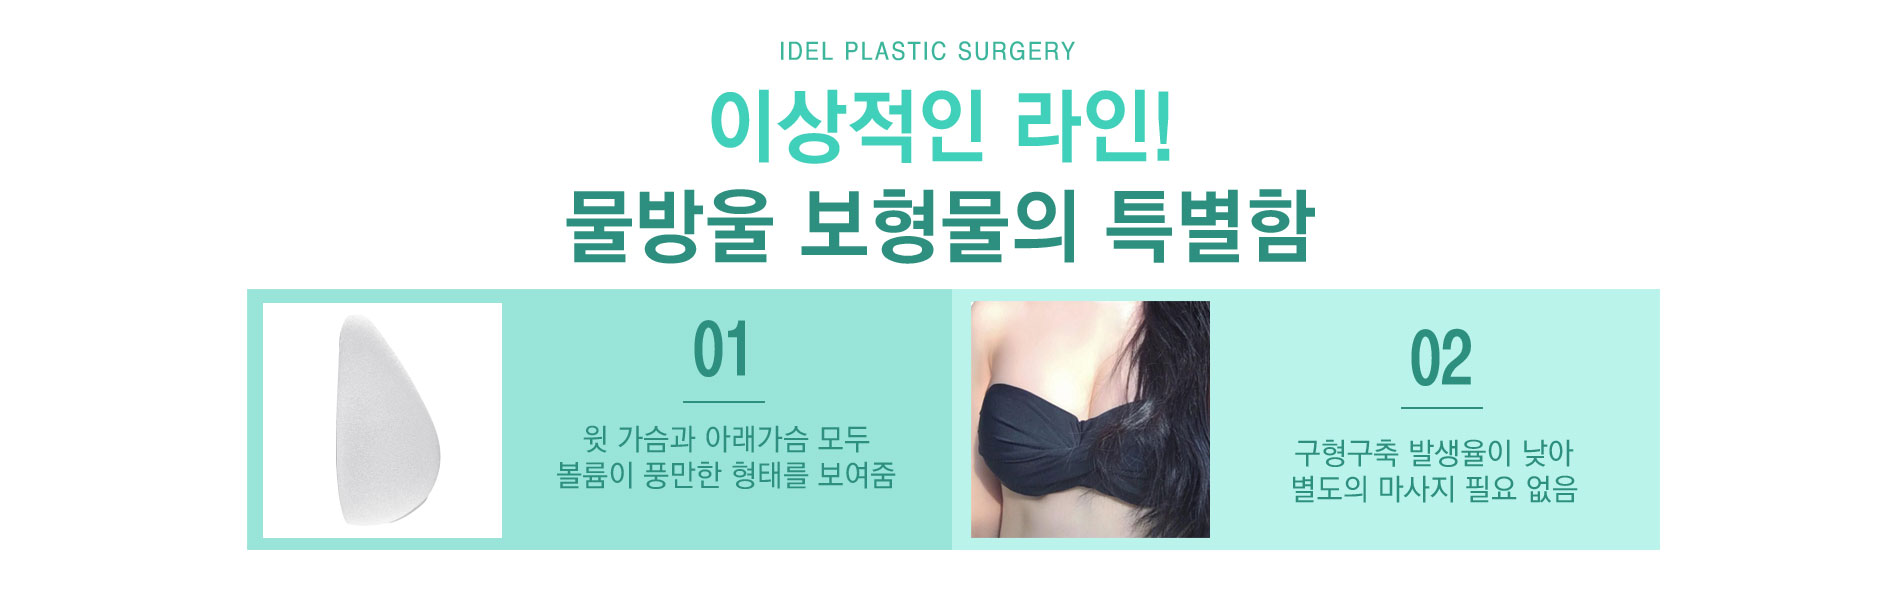 IDEL PLASTIC SURGERY
이상적인 라인!
물방울 보형물의 특별함
01
윗 가슴과 아래가슴 모두
볼륨이 풍만한 형태를 보여줌
02
구형구축 발생율이 낮아
별도의 마사지 필요 없음